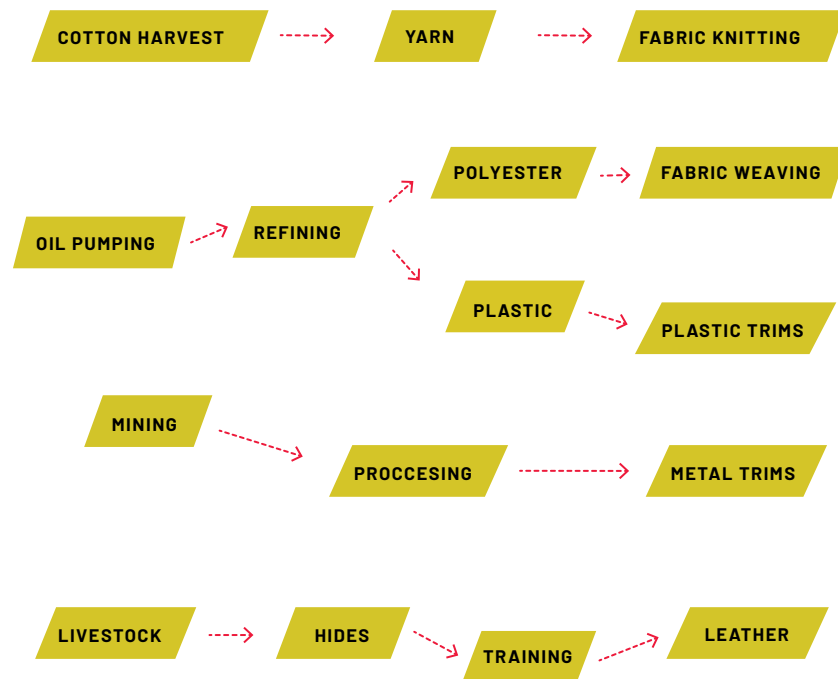 COTTON HARVEST
YARN
FABRIC KNITTING
POLYESTER
FABRIC WEAVING
OIL PUMPING
REFINING
PLASTIC
PLASTIC TRIMS
MINING
PROCCESING
METAL TRIMS
LIVESTOCK
HIDES
TRAINING
LEATHER